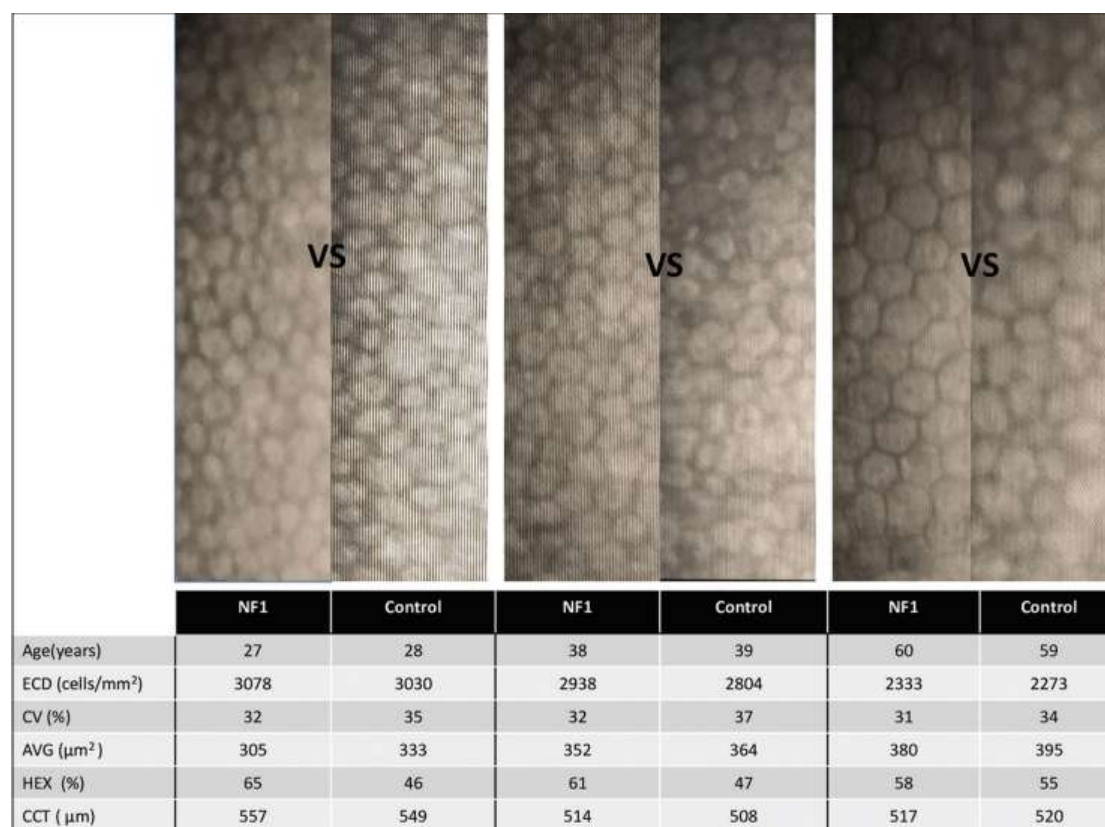 VS VS VS
NF1 Control NF1 Control NF1 Control
Age(years) 27 28 38 39 60 59
ECD (cells/mm²) 3078 3030 2938 2804 2333 2273
CV (%) 32 35 32 37 31 34
AVG (μm²) 305 333 352 364 380 395
HEX (%) 65 46 61 47 58 55
CCT ( μm) 557 549 514 508 517 520